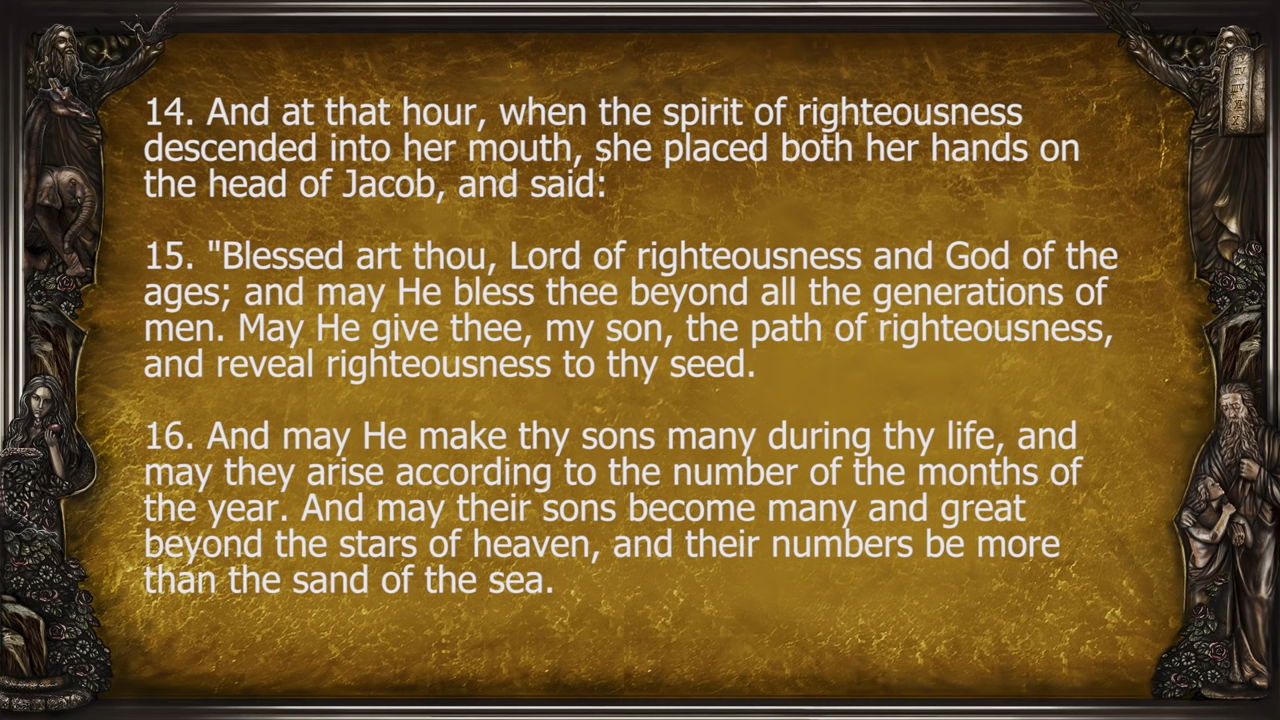 14. And at that hour, when the spirit of righteousness
descended into her mouth, she placed both her hands on
the head of Jacob, and said:
15. "Blessed art thou, Lord of righteousness and God of the
ages; and may He bless thee beyond all the generations of
men. May He give thee, my son, the path of righteousness,
and reveal righteousness to thy seed.
16. And may He make thy sons many during thy life, and
may they arise according to the number of the months of
the year. And may their sons become many and great
beyond the stars of heaven, and their numbers be more
than the sand of the sea.